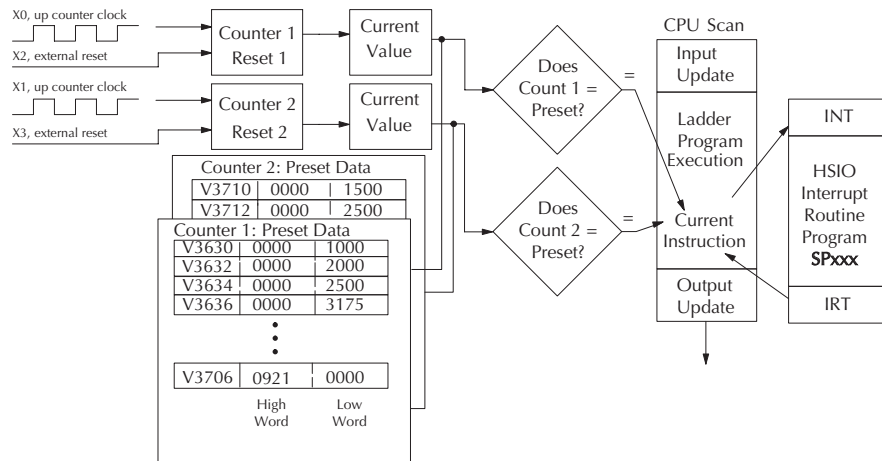 X0, up counter clock
X2, external reset
Counter 1
Reset 1
Current
Value
X1, up counter clock
X3, external reset
Counter 2
Reset 2
Current
Value
Does
Count 1 =
Preset?
=
Does
Count 2 =
Preset?
=
CPU Scan
Input
Update
Ladder
Program
Execution
Current
Instruction
Output
Update
INT
HSIO
Interrupt
Routine
Program
SPxxx
IRT
Counter 2: Preset Data
V3710 0000 1500
V3712 0000 2500
Counter 1: Preset Data
V3630 0000 1000
V3632 0000 2000
V3634 0000 2500
V3636 0000 3175
V3706 0921 0000
High
Word
Low
Word